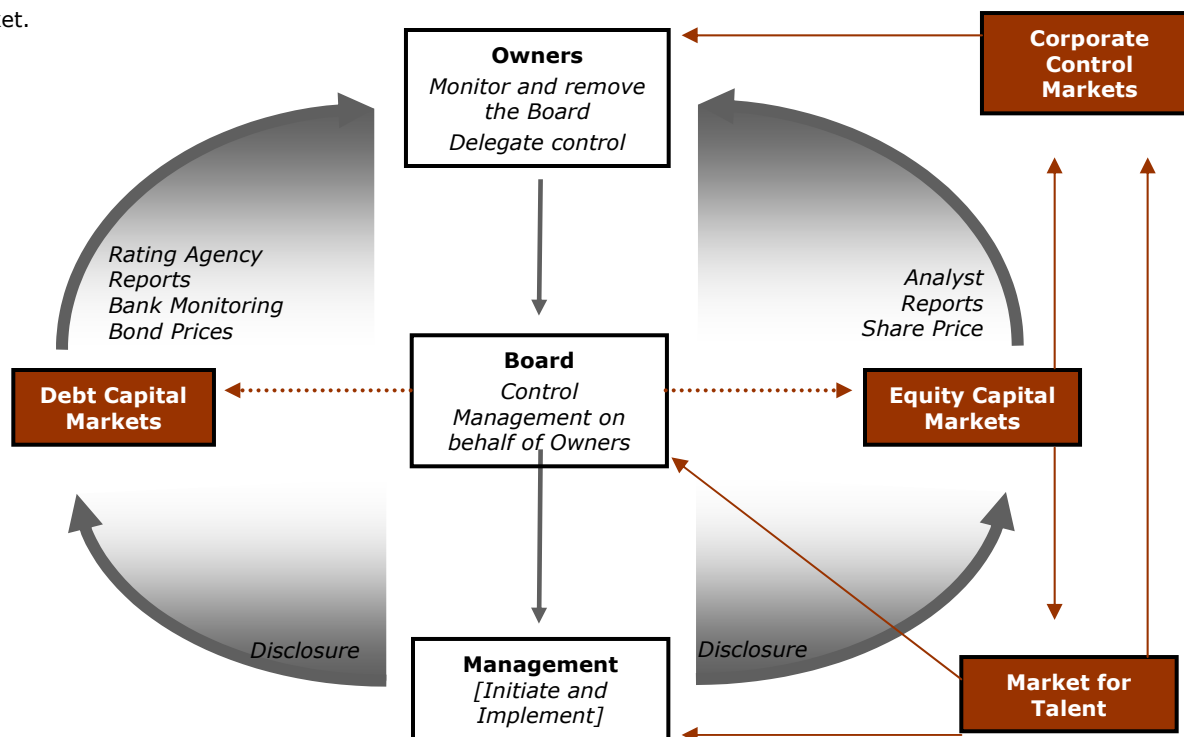 ket.
Owners
Monitor and remove
the Board
Delegate control
Corporate
Control
Markets
Rating Agency
Reports
Bank Monitoring
Bond Prices
Analyst
Reports
Share Price
Debt Capital
Markets
Board
Control
Management on
behalf of Owners
Equity Capital
Markets
Disclosure
Disclosure
Management
[Initiate and
Implement]
Market for
Talent